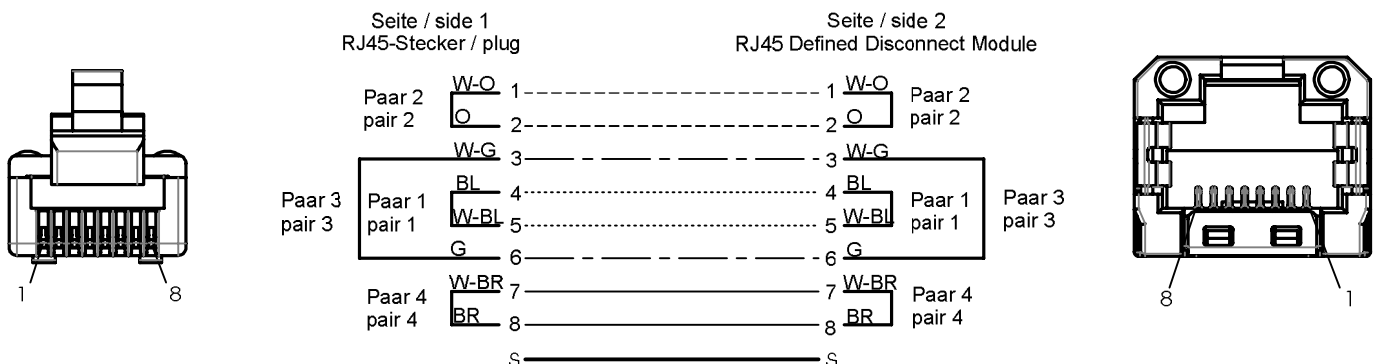 Seite / side 1
RJ45-Stecker / plug
Seite / side 2
RJ45 Defined Disconnect Module
Paar 2
pair 2
W-O 1
O 2
1 W-O
2 O
Paar 2
pair 2
W-G 3
3 W-G
Paar 3
pair 3
Paar 1
pair 1
BL 4
W-BL 5
4 BL
5 W-BL
Paar 1
pair 1
Paar 3
pair 3
G 6
6 G
Paar 4
pair 4
W-BR 7
BR 8
7 W-BR
8 BR
Paar 4
pair 4
S
S
1 8
8 1